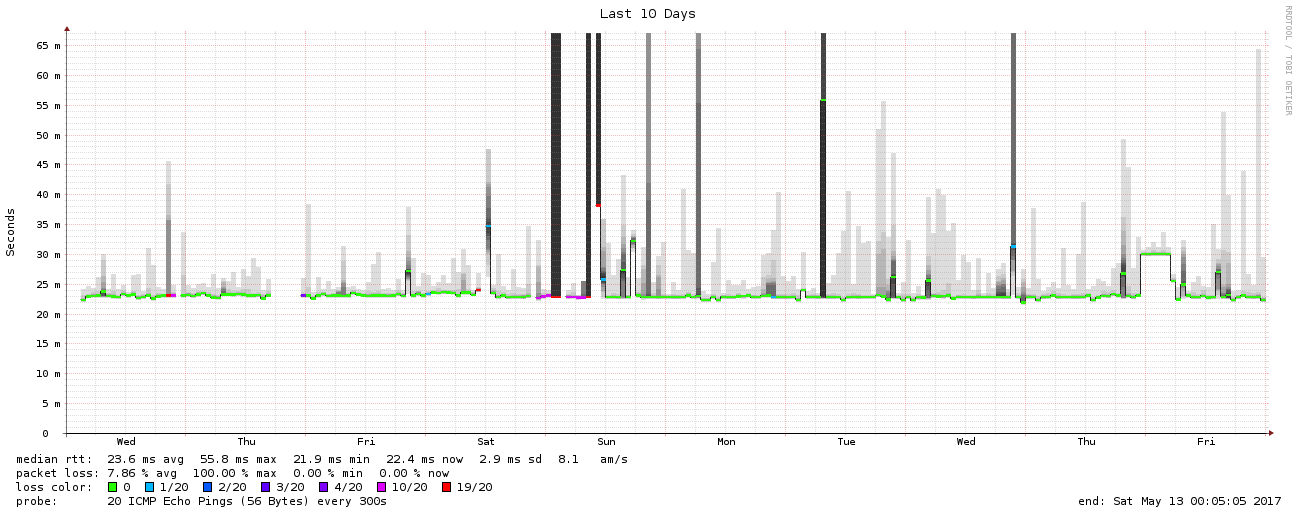 Last 10 Days
RRDTOOL / TOBI OETIKER
Seconds
65 m
60 m
55 m
50 m
45 m
40 m
35 m
30 m
25 m
20 m
15 m
10 m
5 m
0
Wed Thu Fri Sat Sun Mon Tue Wed Thu Fri
median rtt: 23.6 ms avg 55.8 ms max 21.9 ms min 22.4 ms now 2.9 ms sd 8.1 am/s
packet loss: 7.86 % avg 100.00 % max 0.00 % min 0.00 % now
loss color: 0 1/20 2/20 3/20 4/20 10/20 19/20
probe: 20 ICMP Echo Pings (56 Bytes) every 300s end: Sat May 13 00:05:05 2017